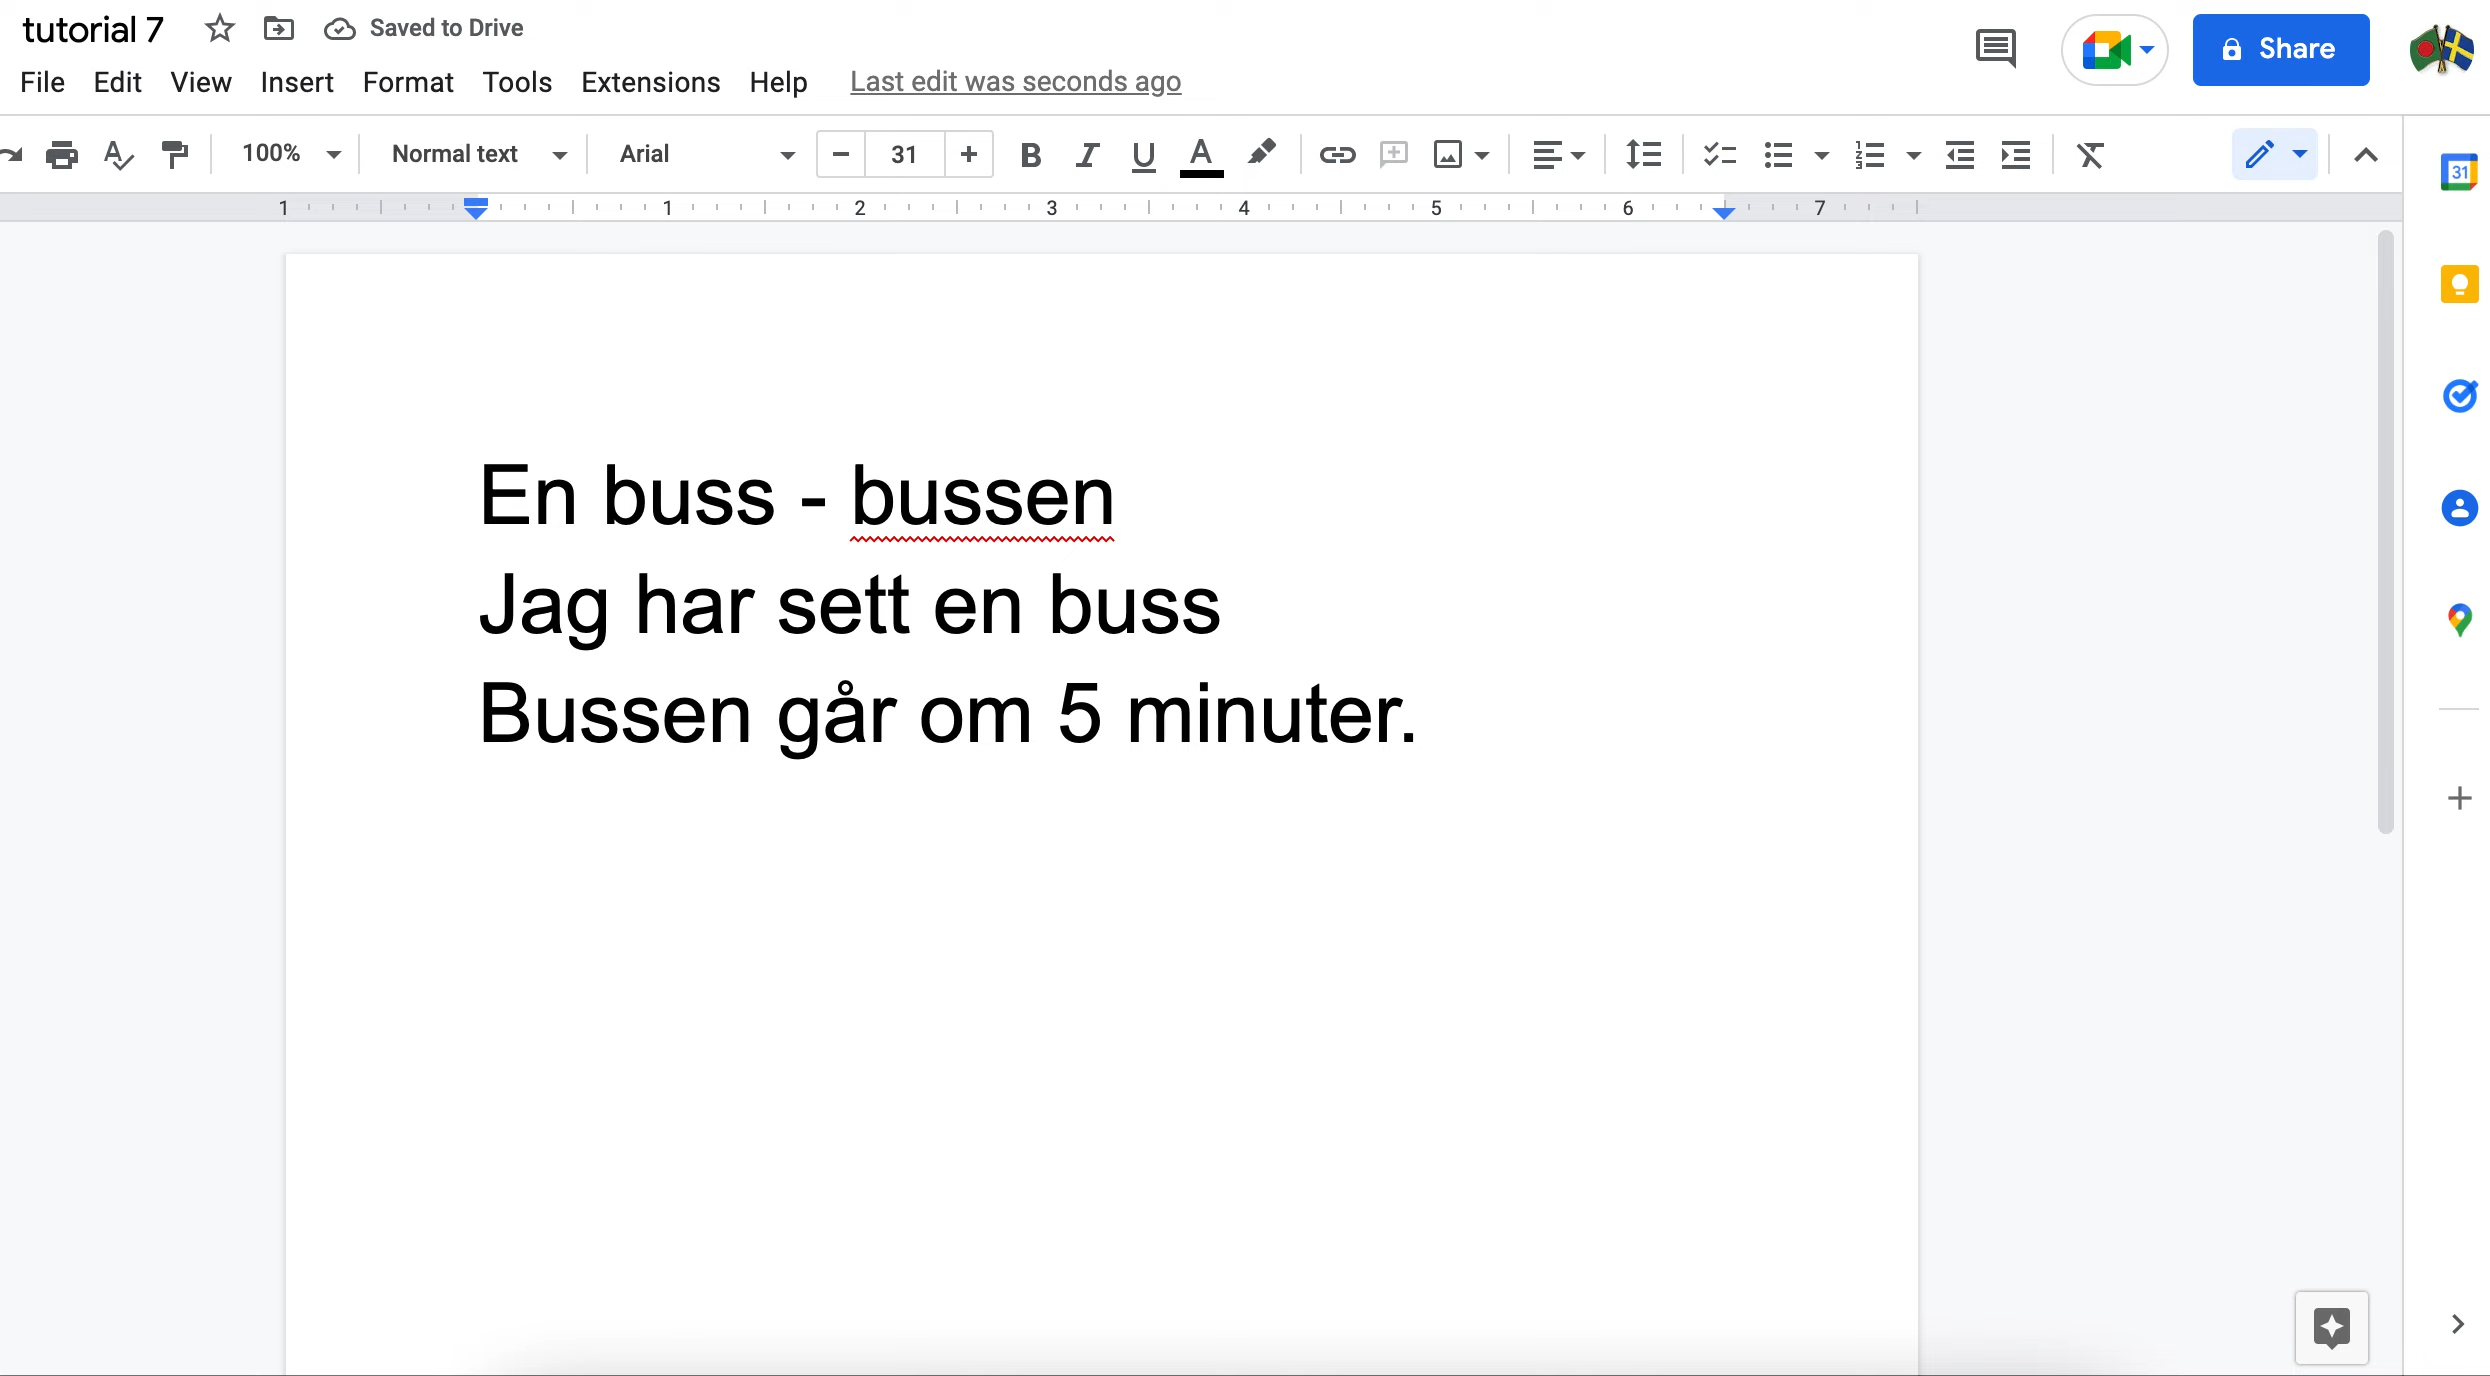 tutorial 7 Saved to Drive
File Edit View Insert Format Tools Extensions Help Last edit was seconds ago
Share
100% Normal text Arial − 31 + B I U A
1 1 2 3 4 5 6 7
31
En buss - bussen
Jag har sett en buss
Bussen går om 5 minuter.